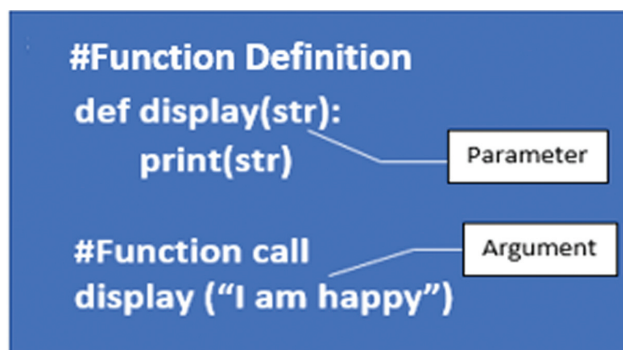 #Function Definition
def display(str):
print(str)
Parameter
#Function call
Argument
display (“I am happy”)